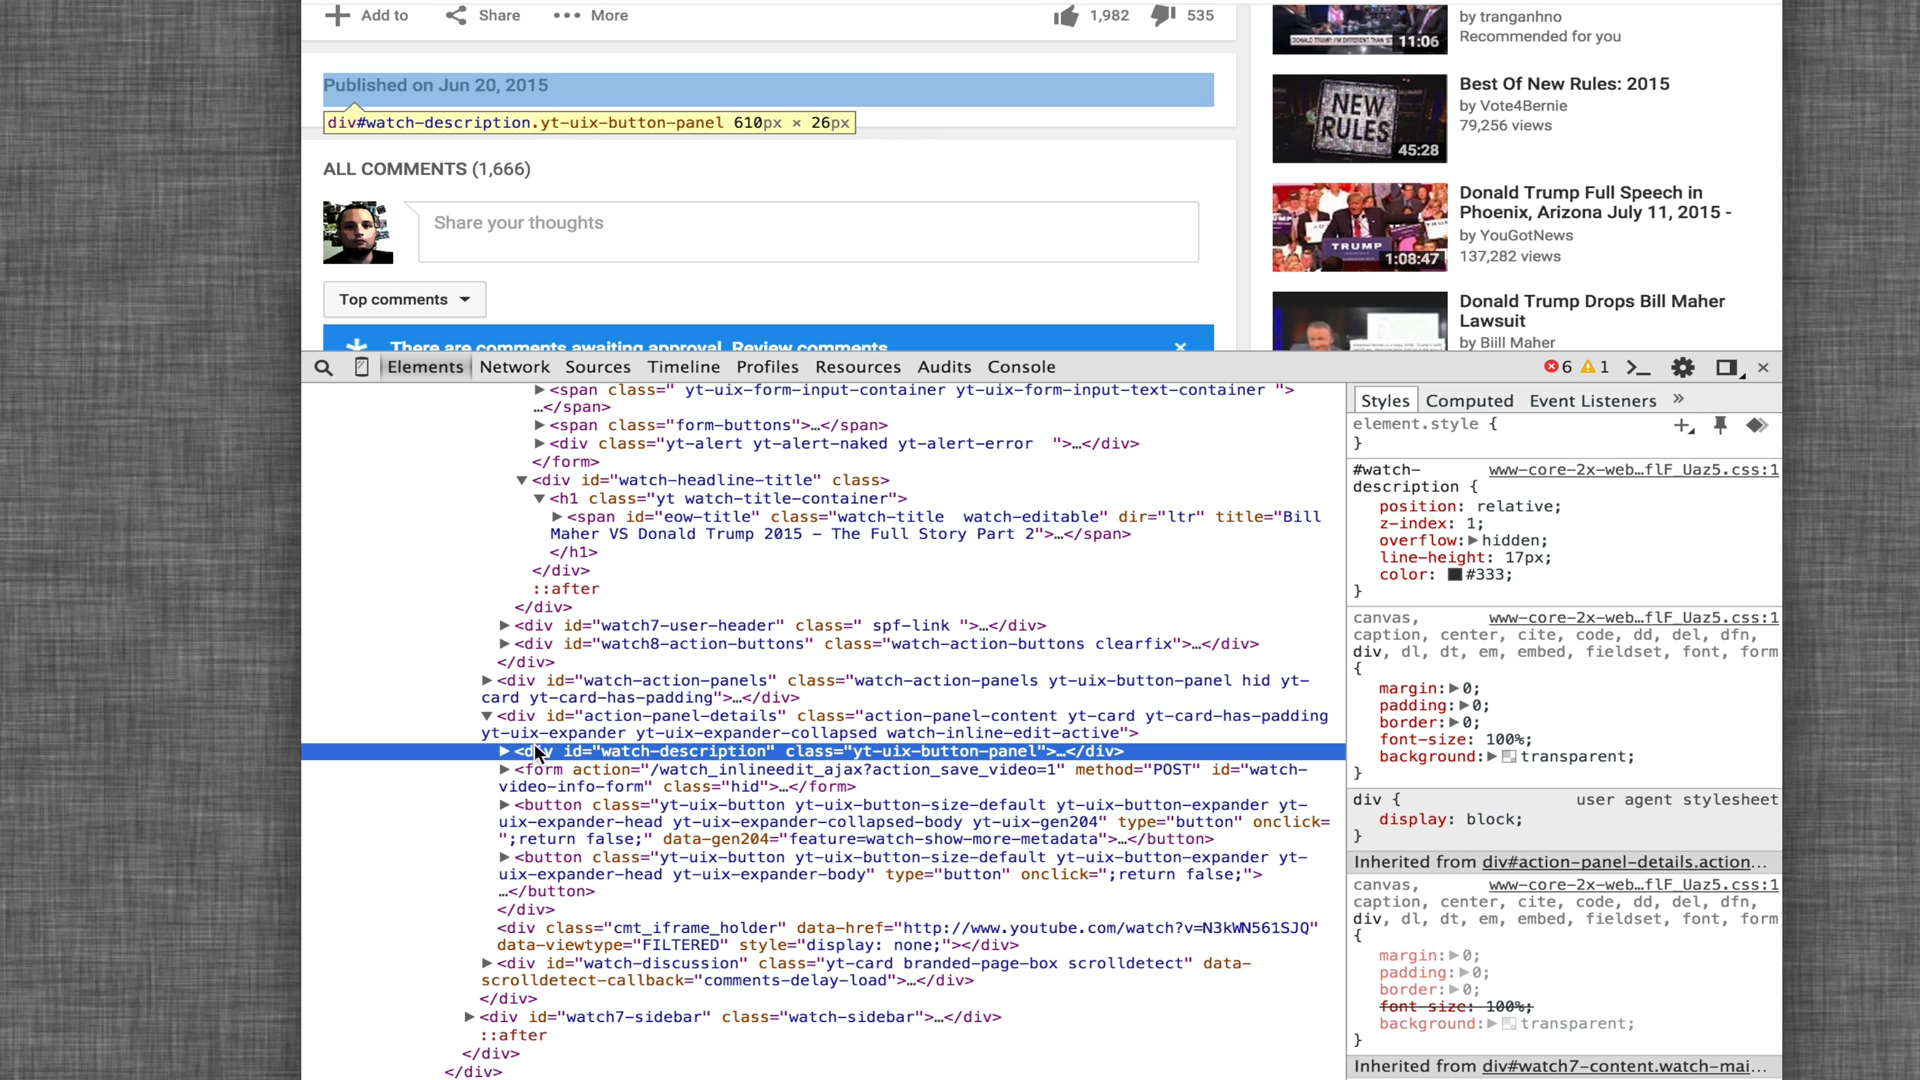 Add to Share More 1,982 535
Published on Jun 20, 2015
div#watch-description.yt-uix-button-panel 610px × 26px
ALL COMMENTS (1,666)
Share your thoughts
Top comments
There are comments awaiting approval. Review comments
by tranganhno
Recommended for you
11:06
Best Of New Rules: 2015
by Vote4Bernie
79,256 views
NEW
RULES
45:28
Donald Trump Full Speech in
Phoenix, Arizona July 11, 2015 -
by YouGotNews
137,282 views
TRUMP
1:08:47
Donald Trump Drops Bill Maher
Lawsuit
by Biill Maher
Elements Network Sources Timeline Profiles Resources Audits Console 6 1
<span class=" yt-uix-form-input-container yt-uix-form-input-text-container ">
…</span>
<span class="form-buttons">…</span>
<div class="yt-alert yt-alert-naked yt-alert-error  ">…</div>
</form>
<div id="watch-headline-title" class>
<h1 class="yt watch-title-container">
<span id="eow-title" class="watch-title  watch-editable" dir="ltr" title="Bill
Maher VS Donald Trump 2015 – The Full Story Part 2">…</span>
</h1>
</div>
::after
</div>
<div id="watch7-user-header" class=" spf-link ">…</div>
<div id="watch8-action-buttons" class="watch-action-buttons clearfix">…</div>
</div>
<div id="watch-action-panels" class="watch-action-panels yt-uix-button-panel hid yt-
card yt-card-has-padding">…</div>
<div id="action-panel-details" class="action-panel-content yt-card yt-card-has-padding
yt-uix-expander yt-uix-expander-collapsed watch-inline-edit-active">
<div id="watch-description" class="yt-uix-button-panel">…</div>
<form action="/watch_inlineedit_ajax?action_save_video=1" method="POST" id="watch-
video-info-form" class="hid">…</form>
<button class="yt-uix-button yt-uix-button-size-default yt-uix-button-expander yt-
uix-expander-head yt-uix-expander-collapsed-body yt-uix-gen204" type="button" onclick=
";return false;" data-gen204="feature=watch-show-more-metadata">…</button>
<button class="yt-uix-button yt-uix-button-size-default yt-uix-button-expander yt-
uix-expander-head yt-uix-expander-body" type="button" onclick=";return false;">
…</button>
</div>
<div class="cmt_iframe_holder" data-href="http://www.youtube.com/watch?v=N3kWN561SJQ"
data-viewtype="FILTERED" style="display: none;"></div>
<div id="watch-discussion" class="yt-card branded-page-box scrolldetect" data-
scrolldetect-callback="comments-delay-load">…</div>
</div>
<div id="watch7-sidebar" class="watch-sidebar">…</div>
::after
</div>
</div>
Styles Computed Event Listeners »
element.style {
}
#watch- www-core-2x-web…flF_Uaz5.css:1
description {
position: relative;
z-index: 1;
overflow: hidden;
line-height: 17px;
color: #333;
}
canvas, www-core-2x-web…flF_Uaz5.css:1
caption, center, cite, code, dd, del, dfn,
div, dl, dt, em, embed, fieldset, font, form
{
margin: 0;
padding: 0;
border: 0;
font-size: 100%;
background: transparent;
}
div { user agent stylesheet
display: block;
}
Inherited from div#action-panel-details.action…
canvas, www-core-2x-web…flF_Uaz5.css:1
caption, center, cite, code, dd, del, dfn,
div, dl, dt, em, embed, fieldset, font, form
{
margin: 0;
padding: 0;
border: 0;
font-size: 100%;
background: transparent;
}
Inherited from div#watch7-content.watch-mai…